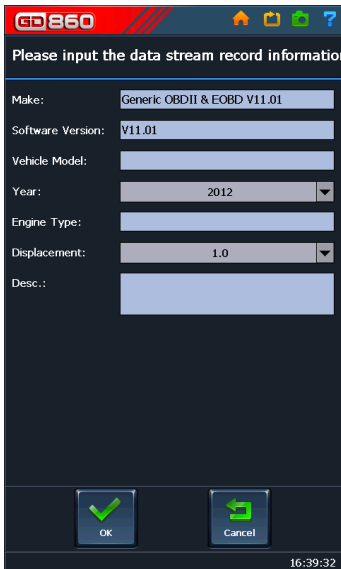 GD860
?
Please input the data stream record informatio
Make: Generic OBDII & EOBD V11.01
Software Version: V11.01
Vehicle Model:
Year: 2012
Engine Type:
Displacement: 1.0
Desc.:
OK Cancel
16:39:32